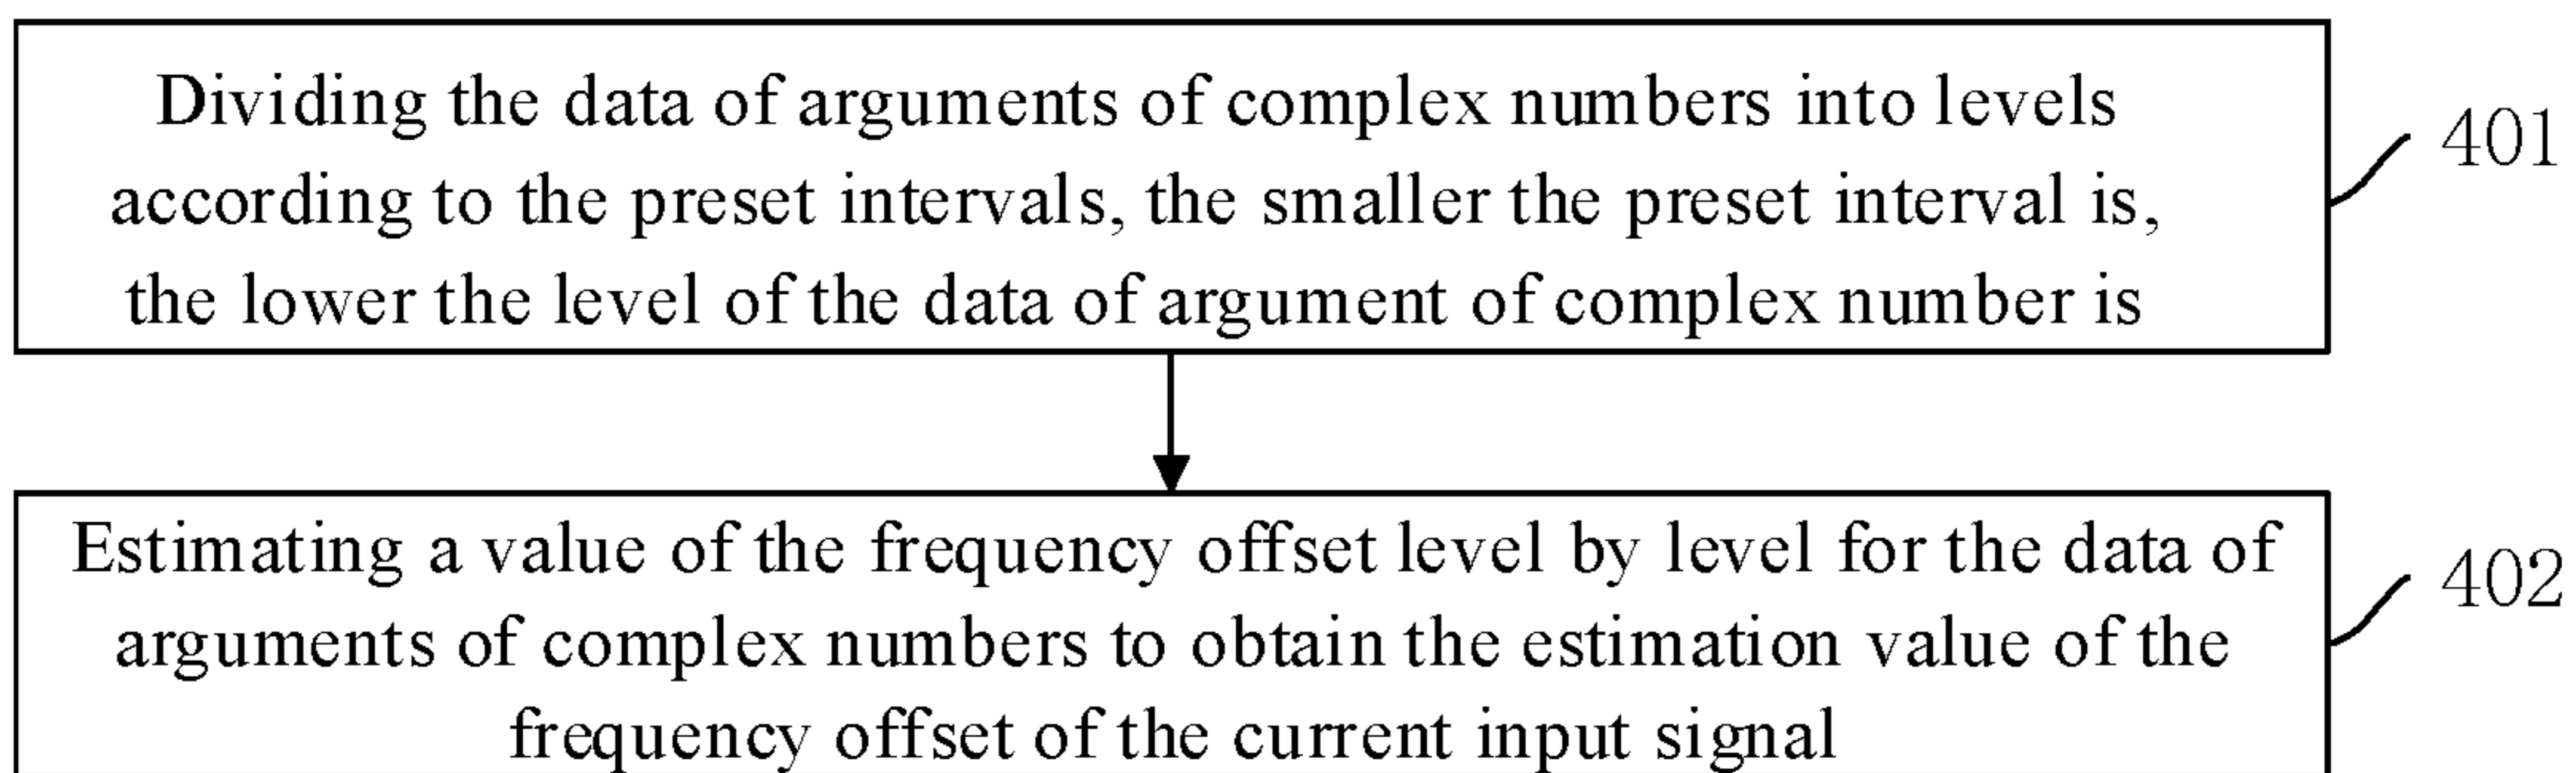 Dividing the data of arguments of complex numbers into levels
according to the preset intervals, the smaller the preset interval is,
the lower the level of the data of argument of complex number is
401
Estimating a value of the frequency offset level by level for the data of
arguments of complex numbers to obtain the estimation value of the
frequency offset of the current input signal
402